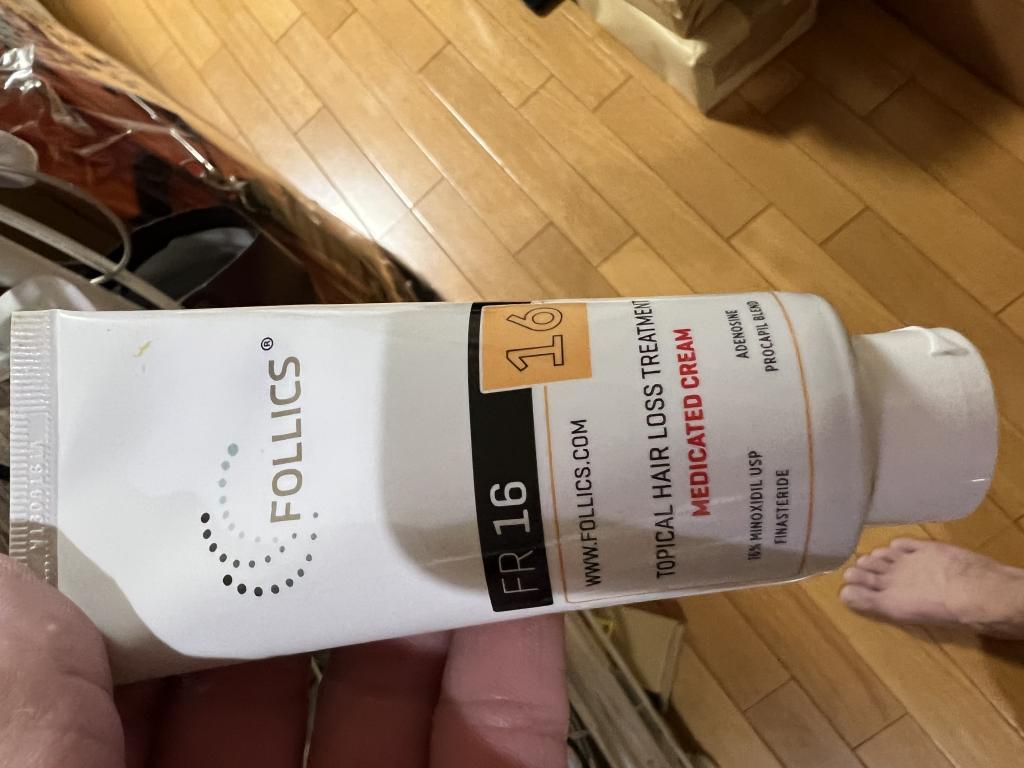 FOLLICS®
FR 16
16
WWW.FOLLICS.COM
TOPICAL HAIR LOSS TREATMENT
MEDICATED CREAM
16% MINOXIDIL USP
FINASTERIDE
ADENOSINE
PROCAPIL BLEND